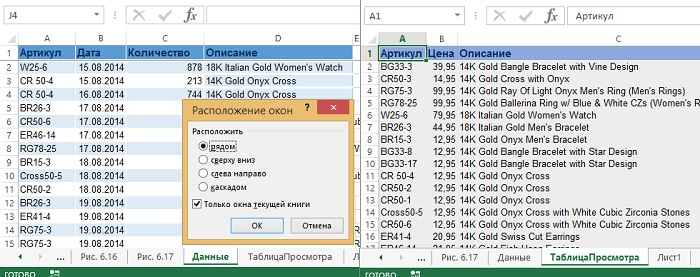 J4
A B C D E
1 Артикул Дата Количество Описание
2 W25-6 15.08.2014 878 18K Italian Gold Women's Watch
3 CR 50-4 15.08.2014 213 14K Gold Onyx Cross
4 CR 50-4 16.08.2014 744 14K Gold Onyx Cross
5 BR26-3 17.08.2014
6 CR50-6 17.08.2014
7 ER46-14 17.08.2014
8 RG78-25 17.08.2014
9 BR15-3 18.08.2014
10 Cross50-5 18.08.2014
11 CR50-2 18.08.2014
12 BR26-3 19.08.2014
13 ER41-4 19.08.2014
14 RG75-3 19.08.2014
15 RG75-3 19.08.2014
... Рис. 6.16 Рис. 6.17 Данные ТаблицаПросмотра
ГОТОВО
Расположение окон ?
Расположить
рядом
сверху вниз
слева направо
каскадом
Только окна текущей книги
OK Отмена
A1 Артикул
A B C
1 Артикул Цена Описание
2 BG33-3 39,95 14K Gold Bangle Bracelet with Vine Design
3 CR50-3 14,95 14K Gold Cross with Onyx
4 RG75-3 99,95 14K Gold Ray Of Light Onyx Men's Ring (Men's Rings)
5 RG78-25 99,95 14K Gold Ballerina Ring w/ Blue & White CZs (Women's R
6 W25-6 79,95 18K Italian Gold Women's Watch
7 BR26-3 44,95 18K Italian Gold Men's Bracelet
8 BR15-3 12,95 14K Gold Onyx Men's Bracelet
9 BG33-8 12,95 14K Gold Bangle Bracelet with Star Design
10 BG33-17 12,95 14K Gold Bangle Bracelet with Star Design
11 CR 50-4 12,95 14K Gold Onyx Cross
12 CR50-2 12,95 14K Gold Onyx Cross
13 CR50-1 12,95 14K Gold Onyx Cross
14 Cross50-5 12,95 14K Gold Onyx Cross with White Cubic Zirconia Stones
15 CR50-6 12,95 14K Gold Onyx Cross with White Cubic Zirconia Stones
16 ER41-4 20,95 14K Gold Swiss Cut Earrings
... Рис. 6.17 Данные ТаблицаПросмотра Лист1
ГОТОВО